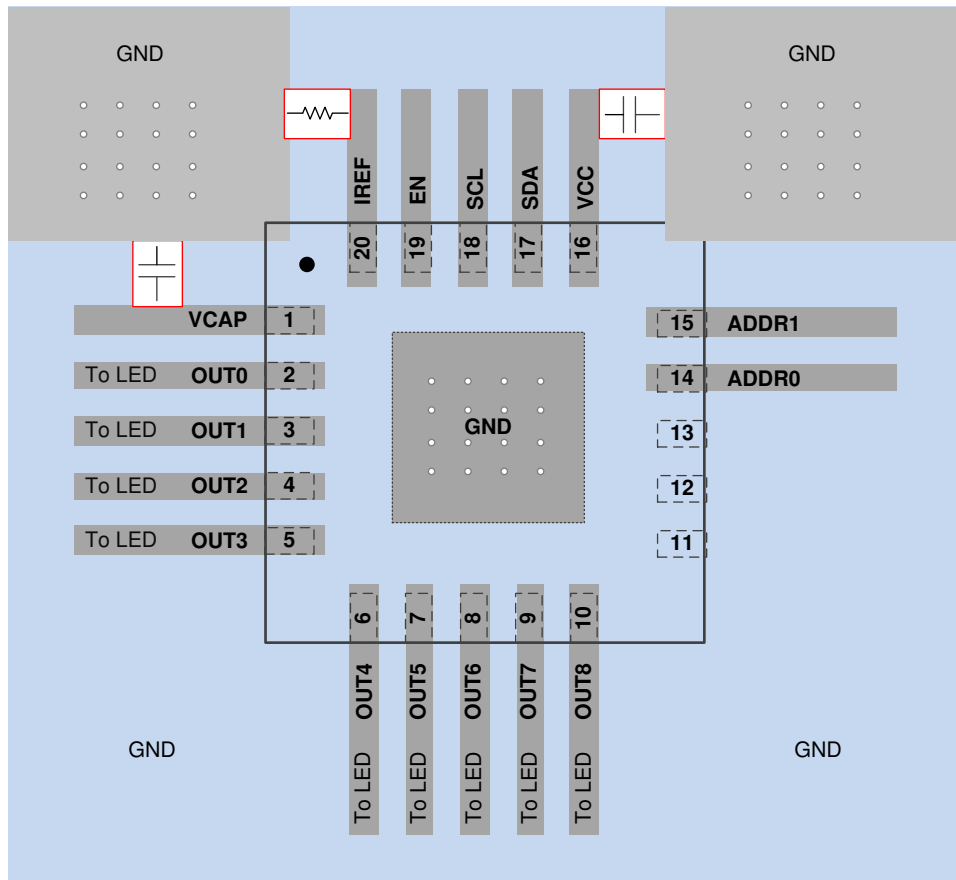 GND
GND
IREF
EN
SCL
SDA
VCC
20
19
18
17
16
VCAP 1
15 ADDR1
To LED OUT0 2
14 ADDR0
To LED OUT1 3
GND
13
To LED OUT2 4
12
To LED OUT3 5
11
6
7
8
9
10
To LED OUT4
To LED OUT5
To LED OUT6
To LED OUT7
To LED OUT8
GND
GND